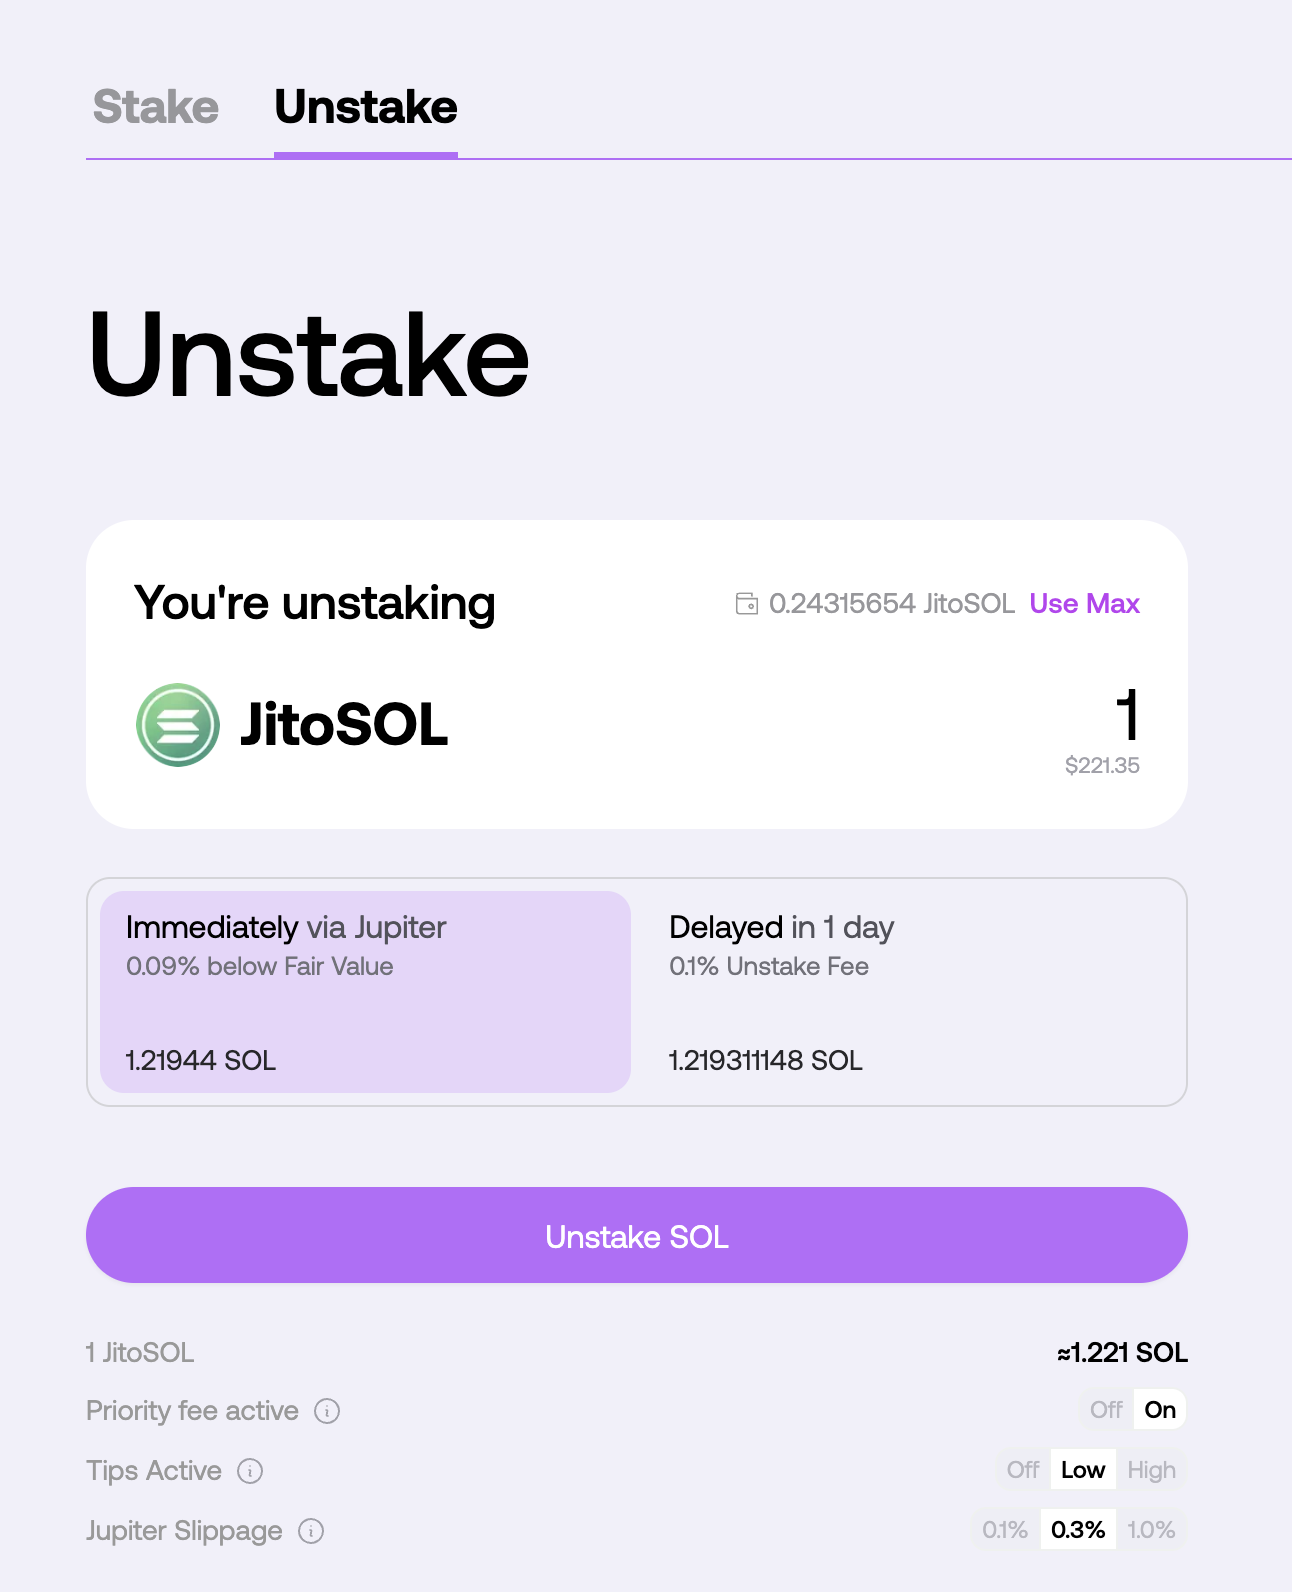 Stake Unstake
Unstake
You're unstaking 0.24315654 JitoSOL Use Max
JitoSOL 1
$221.35
Immediately via Jupiter Delayed in 1 day
0.09% below Fair Value 0.1% Unstake Fee
1.21944 SOL 1.219311148 SOL
Unstake SOL
1 JitoSOL ≈1.221 SOL
Priority fee active Off On
Tips Active Off Low High
Jupiter Slippage 0.1% 0.3% 1.0%